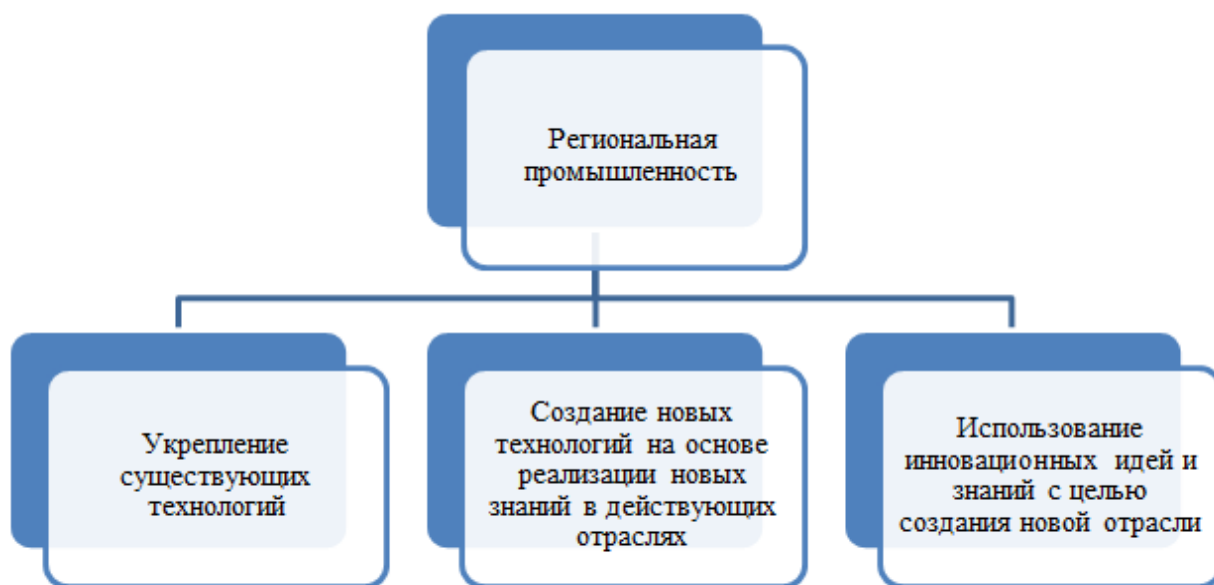 Региональная
промышленность
Укрепление
существующих
технологий
Создание новых
технологий на основе
реализации новых
знаний в действующих
отраслях
Использование
инновационных идей и
знаний с целью
создания новой отрасли